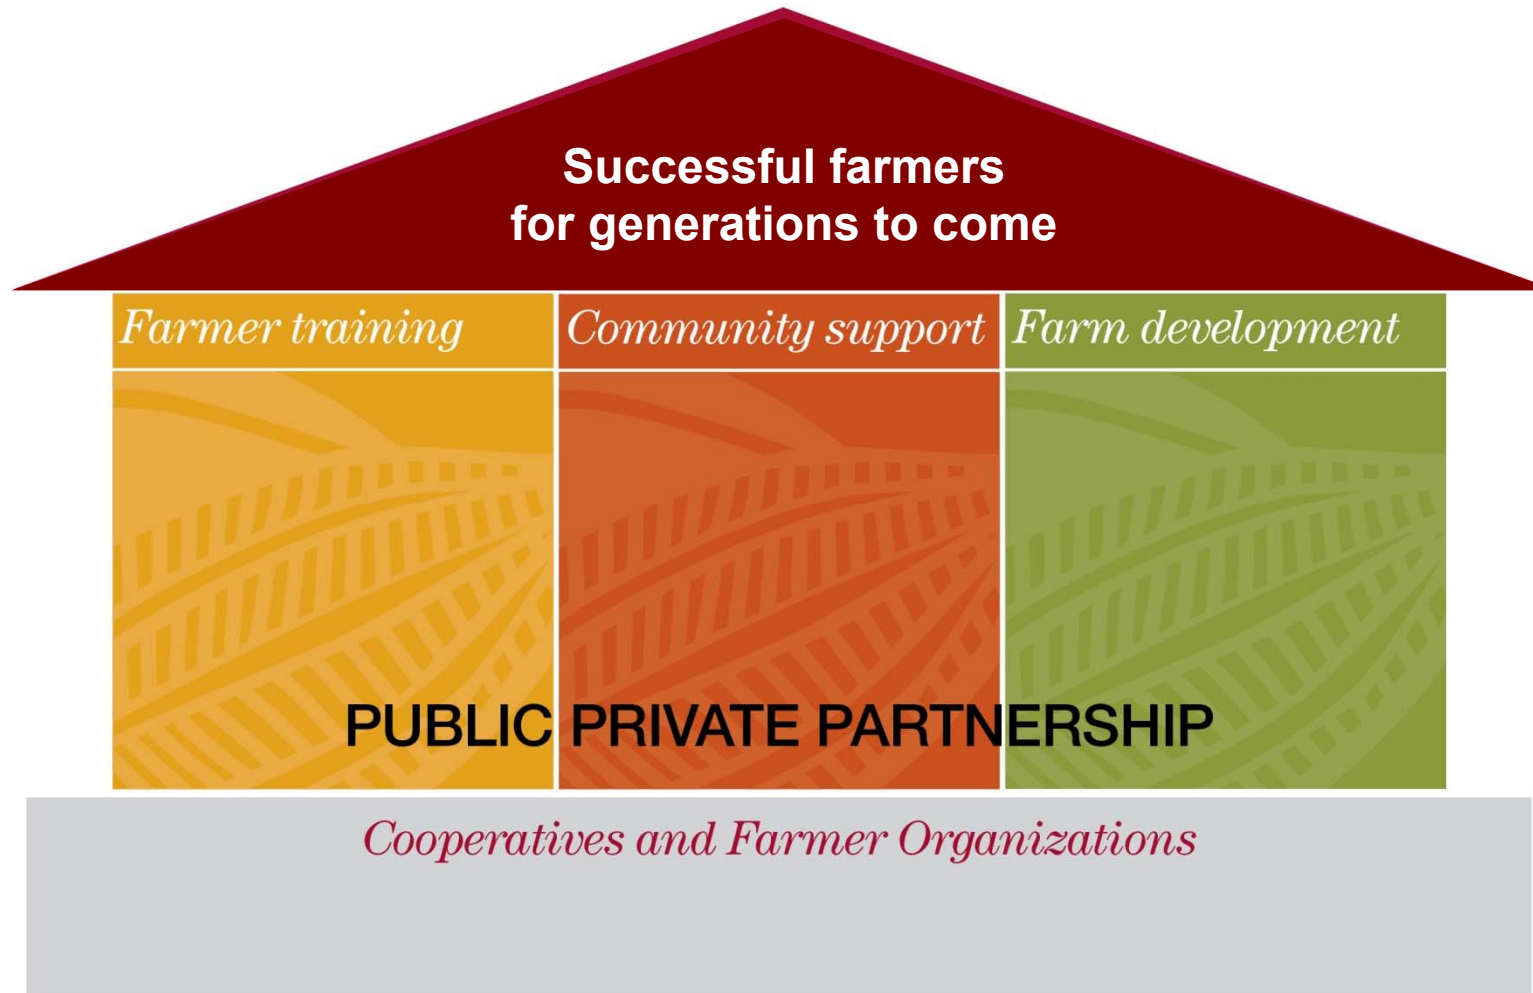 Successful farmers
for generations to come
Farmer training
Community support
Farm development
PUBLIC PRIVATE PARTNERSHIP
Cooperatives and Farmer Organizations